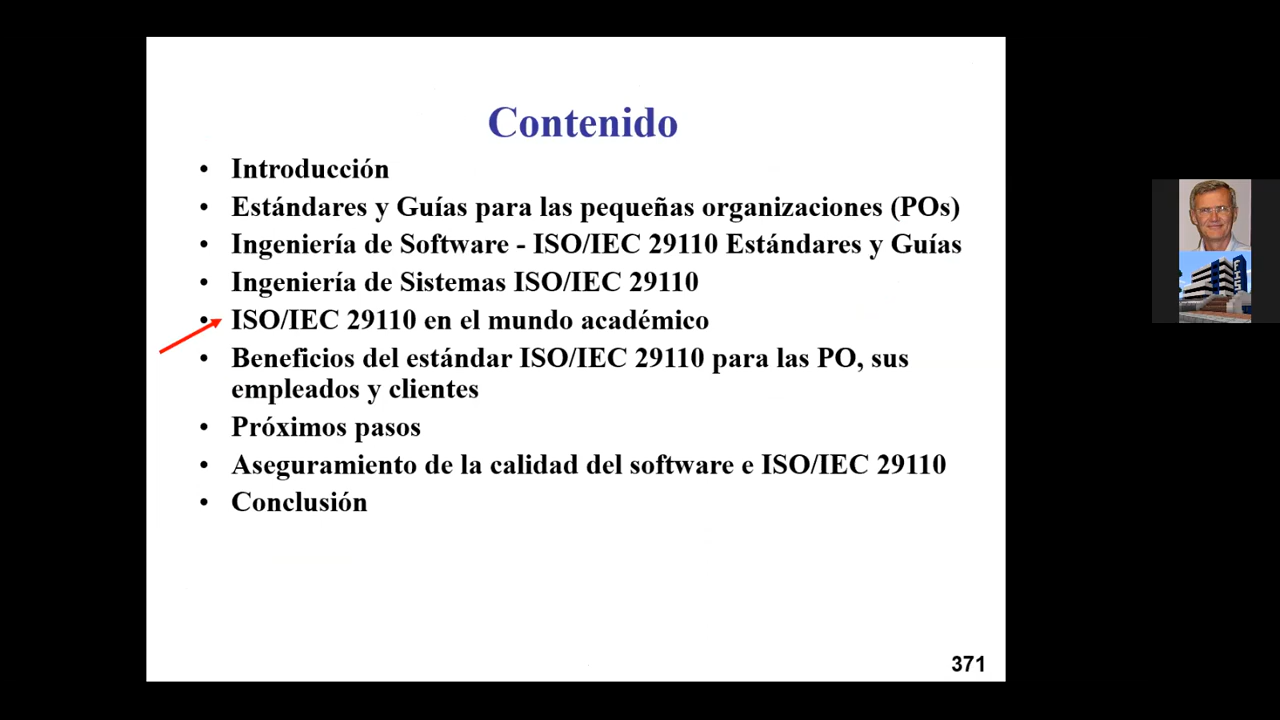 Contenido
• Introducción
• Estándares y Guías para las pequeñas organizaciones (POs)
• Ingeniería de Software - ISO/IEC 29110 Estándares y Guías
• Ingeniería de Sistemas ISO/IEC 29110
• ISO/IEC 29110 en el mundo académico
• Beneficios del estándar ISO/IEC 29110 para las PO, sus
empleados y clientes
• Próximos pasos
• Aseguramiento de la calidad del software e ISO/IEC 29110
• Conclusión
371